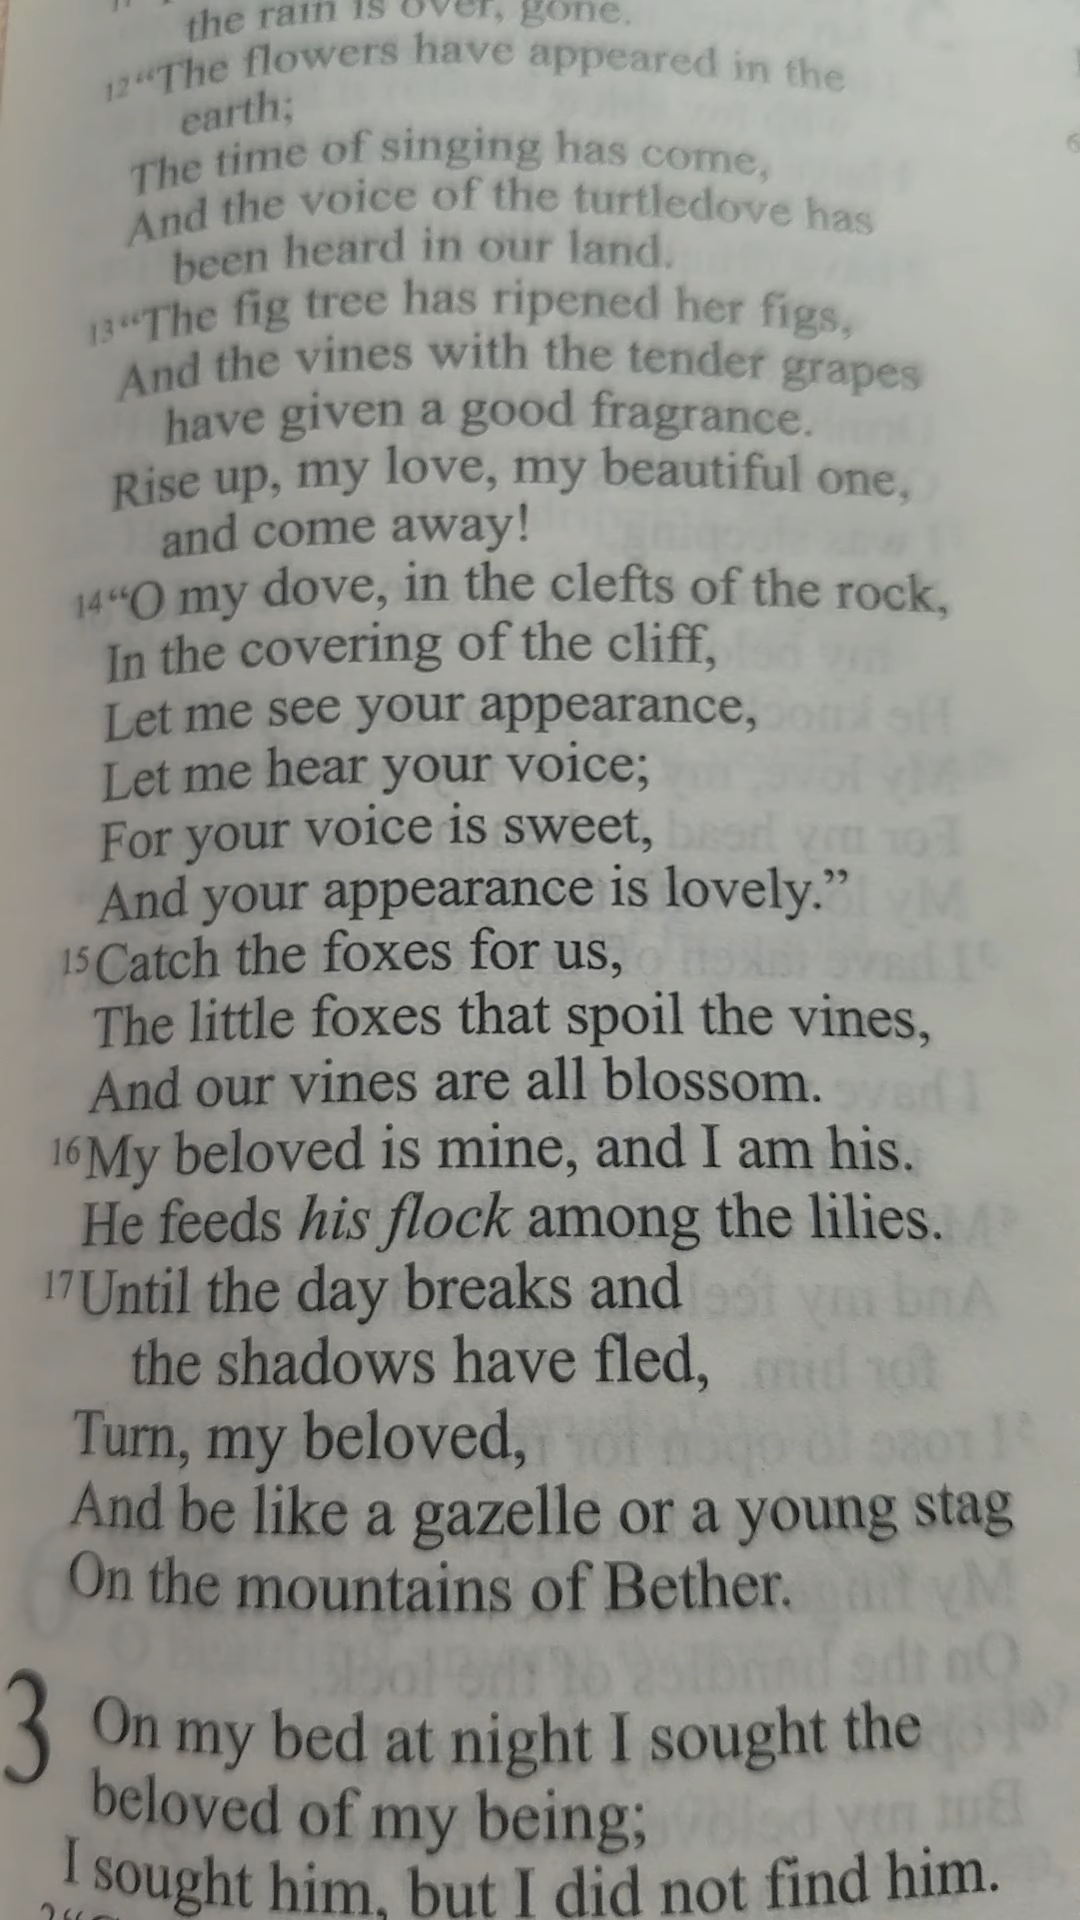 the rain is over, gone.
12"The flowers have appeared in the
earth;
The time of singing has come,
And the voice of the turtledove has
been heard in our land.
13"The fig tree has ripened her figs,
And the vines with the tender grapes
have given a good fragrance.
Rise up, my love, my beautiful one,
and come away!
14"O my dove, in the clefts of the rock,
In the covering of the cliff,
Let me see your appearance,
Let me hear your voice;
For your voice is sweet,
And your appearance is lovely."
15Catch the foxes for us,
The little foxes that spoil the vines,
And our vines are all blossom.
16My beloved is mine, and I am his.
He feeds his flock among the lilies.
17Until the day breaks and
the shadows have fled,
Turn, my beloved,
And be like a gazelle or a young stag
On the mountains of Bether.
3 On my bed at night I sought the
beloved of my being;
I sought him, but I did not find him.